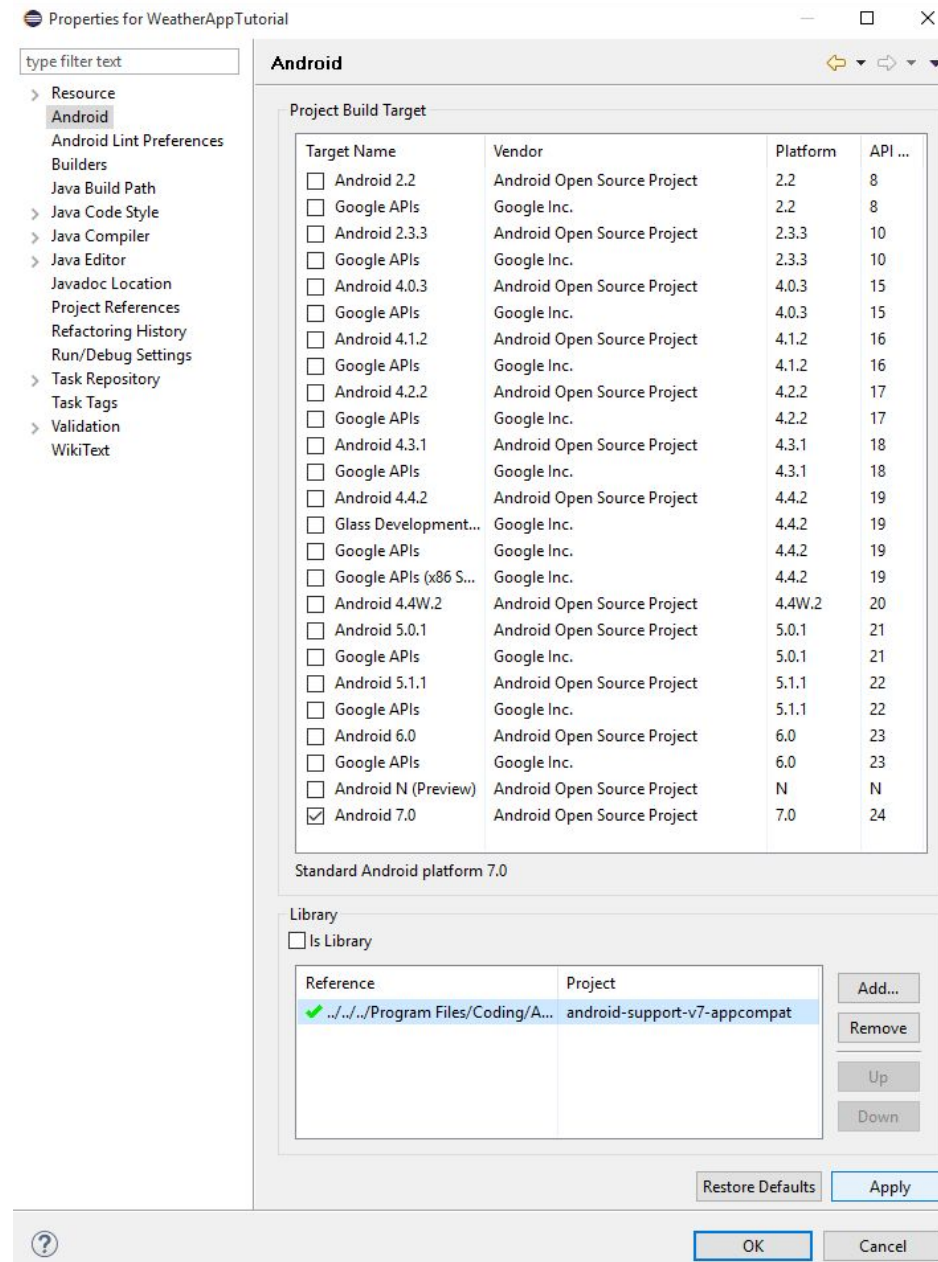 Properties for WeatherAppTutorial
type filter text
Resource
Android
Android Lint Preferences
Builders
Java Build Path
Java Code Style
Java Compiler
Java Editor
Javadoc Location
Project References
Refactoring History
Run/Debug Settings
Task Repository
Task Tags
Validation
WikiText
Android
Project Build Target
Target Name Vendor Platform API ...
Android 2.2 Android Open Source Project 2.2 8
Google APIs Google Inc. 2.2 8
Android 2.3.3 Android Open Source Project 2.3.3 10
Google APIs Google Inc. 2.3.3 10
Android 4.0.3 Android Open Source Project 4.0.3 15
Google APIs Google Inc. 4.0.3 15
Android 4.1.2 Android Open Source Project 4.1.2 16
Google APIs Google Inc. 4.1.2 16
Android 4.2.2 Android Open Source Project 4.2.2 17
Google APIs Google Inc. 4.2.2 17
Android 4.3.1 Android Open Source Project 4.3.1 18
Google APIs Google Inc. 4.3.1 18
Android 4.4.2 Android Open Source Project 4.4.2 19
Glass Development... Google Inc. 4.4.2 19
Google APIs Google Inc. 4.4.2 19
Google APIs (x86 S... Google Inc. 4.4.2 19
Android 4.4W.2 Android Open Source Project 4.4W.2 20
Android 5.0.1 Android Open Source Project 5.0.1 21
Google APIs Google Inc. 5.0.1 21
Android 5.1.1 Android Open Source Project 5.1.1 22
Google APIs Google Inc. 5.1.1 22
Android 6.0 Android Open Source Project 6.0 23
Google APIs Google Inc. 6.0 23
Android N (Preview) Android Open Source Project N N
Android 7.0 Android Open Source Project 7.0 24
Standard Android platform 7.0
Library
Is Library
Reference Project
../../../Program Files/Coding/A... android-support-v7-appcompat
Add...
Remove
Up
Down
Restore Defaults Apply
? OK Cancel